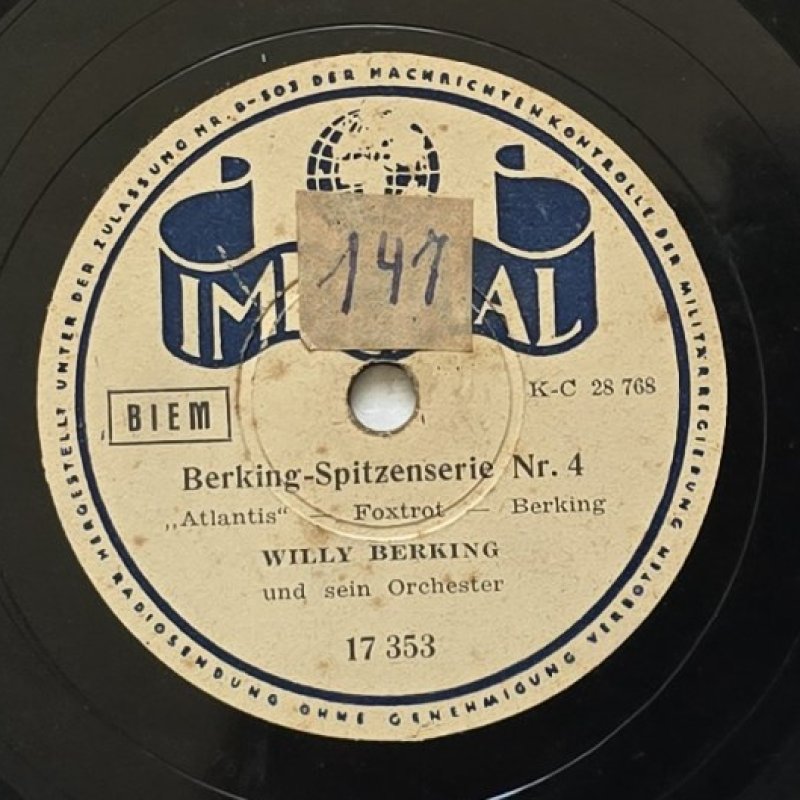 HERGESTELLT UNTER DER ZULASSUNG NR. B-503 DER NACHRICHTENKONTROLLE DER MILITÄRREGIERUNG
RADIOSENDUNG OHNE GENEHMIGUNG VERBOTEN
147
IM AL
K-C 28 768
BIEM
Berking-Spitzenserie Nr. 4
„Atlantis“ — Foxtrot — Berking
WILLY BERKING
und sein Orchester
17 353